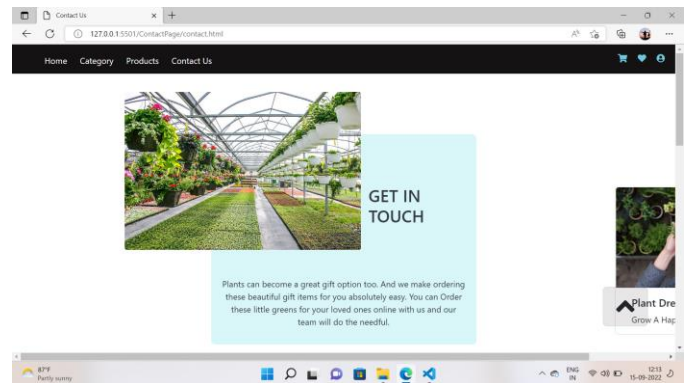 Contact Us
127.0.0.1:5501/ContactPage/contact.html
Home Category Products Contact Us
GET IN
TOUCH
Plants can become a great gift option too. And we make ordering
these beautiful gift items for you absolutely easy. You can Order
these little greens for your loved ones online with us and our
team will do the needful.
Plant Dre
Grow A Hap
87°F
Partly sunny
ENG
IN
12:13
15-09-2022